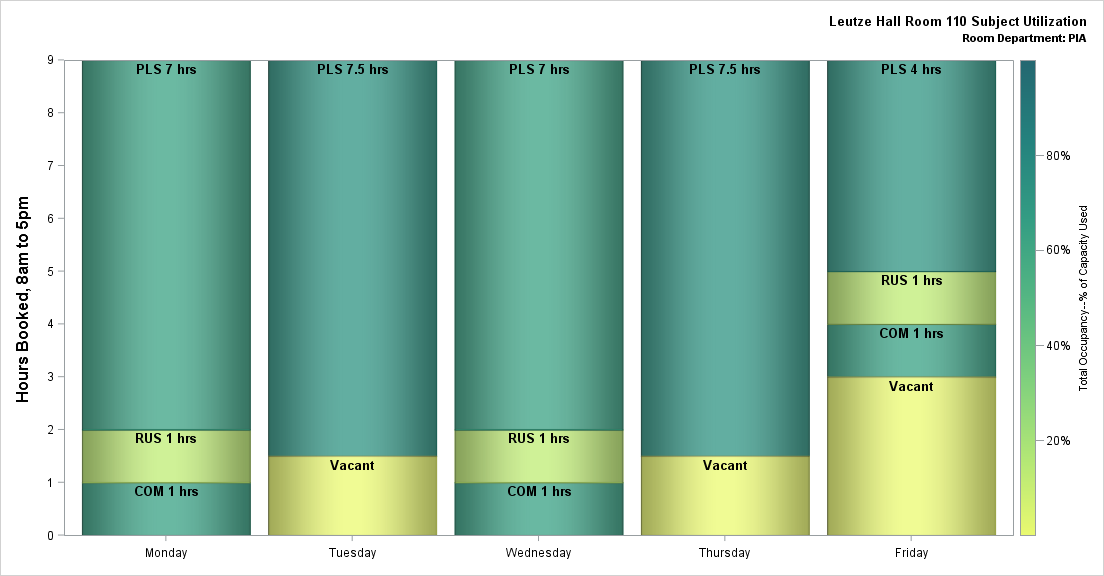 Leutze Hall Room 110 Subject Utilization
Room Department: PIA
Hours Booked, 8am to 5pm
9
8
7
6
5
4
3
2
1
0
PLS 7 hrs
RUS 1 hrs
COM 1 hrs
PLS 7.5 hrs
Vacant
PLS 7 hrs
RUS 1 hrs
COM 1 hrs
PLS 7.5 hrs
Vacant
PLS 4 hrs
RUS 1 hrs
COM 1 hrs
Vacant
Monday
Tuesday
Wednesday
Thursday
Friday
80%
60%
40%
20%
Total Occupancy--% of Capacity Used